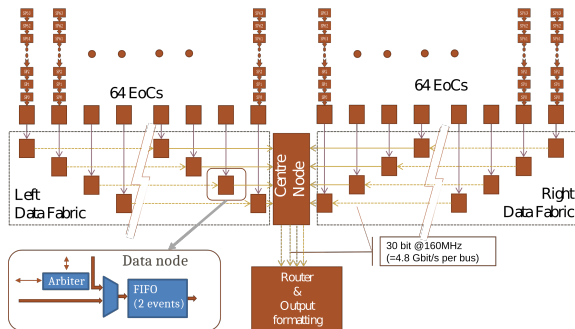 64 EoCs
64 EoCs
Left
Data Fabric
Centre
Node
Right
Data Fabric
30 bit @160MHz
(=4.8 Gbit/s per bus)
Data node
Arbiter
FIFO
(2 events)
Router
&
Output
formatting